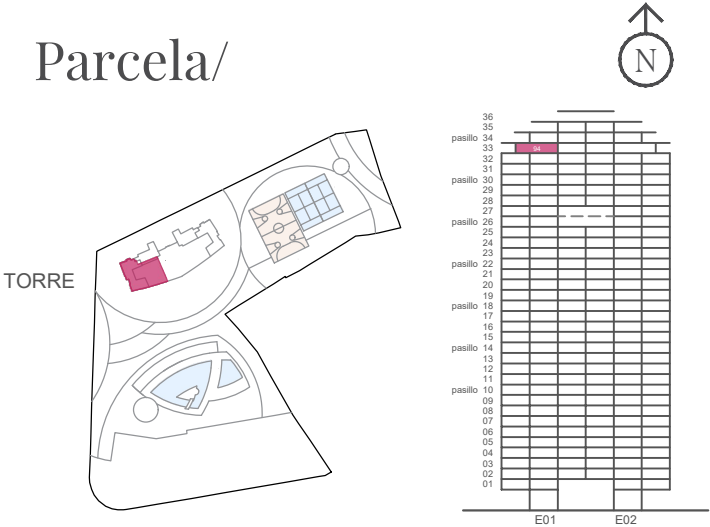 Parcela/
N
TORRE
36
35
pasillo 34
33
94
32
31
pasillo 30
29
28
27
pasillo 26
25
24
23
pasillo 22
21
20
19
pasillo 18
17
16
15
pasillo 14
13
12
11
pasillo 10
09
08
07
06
05
04
03
02
01
E01 E02